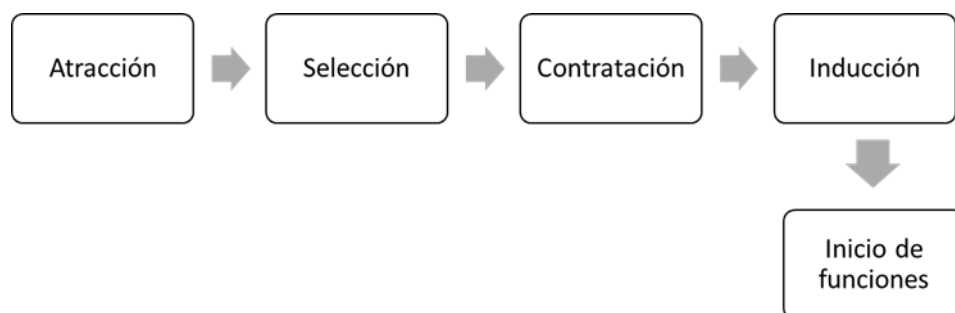 Atracción
Selección
Contratación
Inducción
Inicio de
funciones